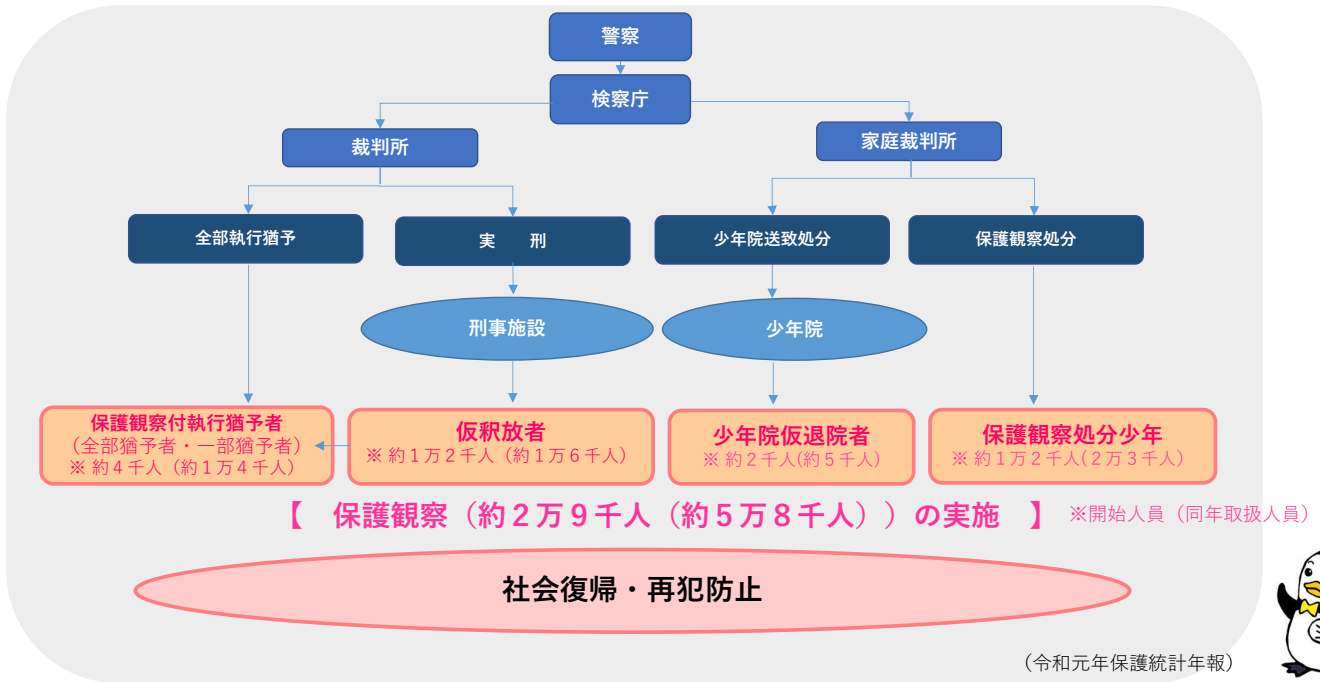 警察
検察庁
裁判所
家庭裁判所
全部執行猶予
実　刑
少年院送致処分
保護観察処分
刑事施設
少年院
保護観察付執行猶予者
（全部猶予者・一部猶予者）
※ 約４千人（約１万４千人）
仮釈放者
※ 約１万２千人（約１万６千人）
少年院仮退院者
※ 約２千人(約５千人)
保護観察処分少年
※ 約１万２千人(２万３千人)
【　保護観察（約２万９千人（約５万８千人））の実施　】 ※開始人員（同年取扱人員）
社会復帰・再犯防止
（令和元年保護統計年報）